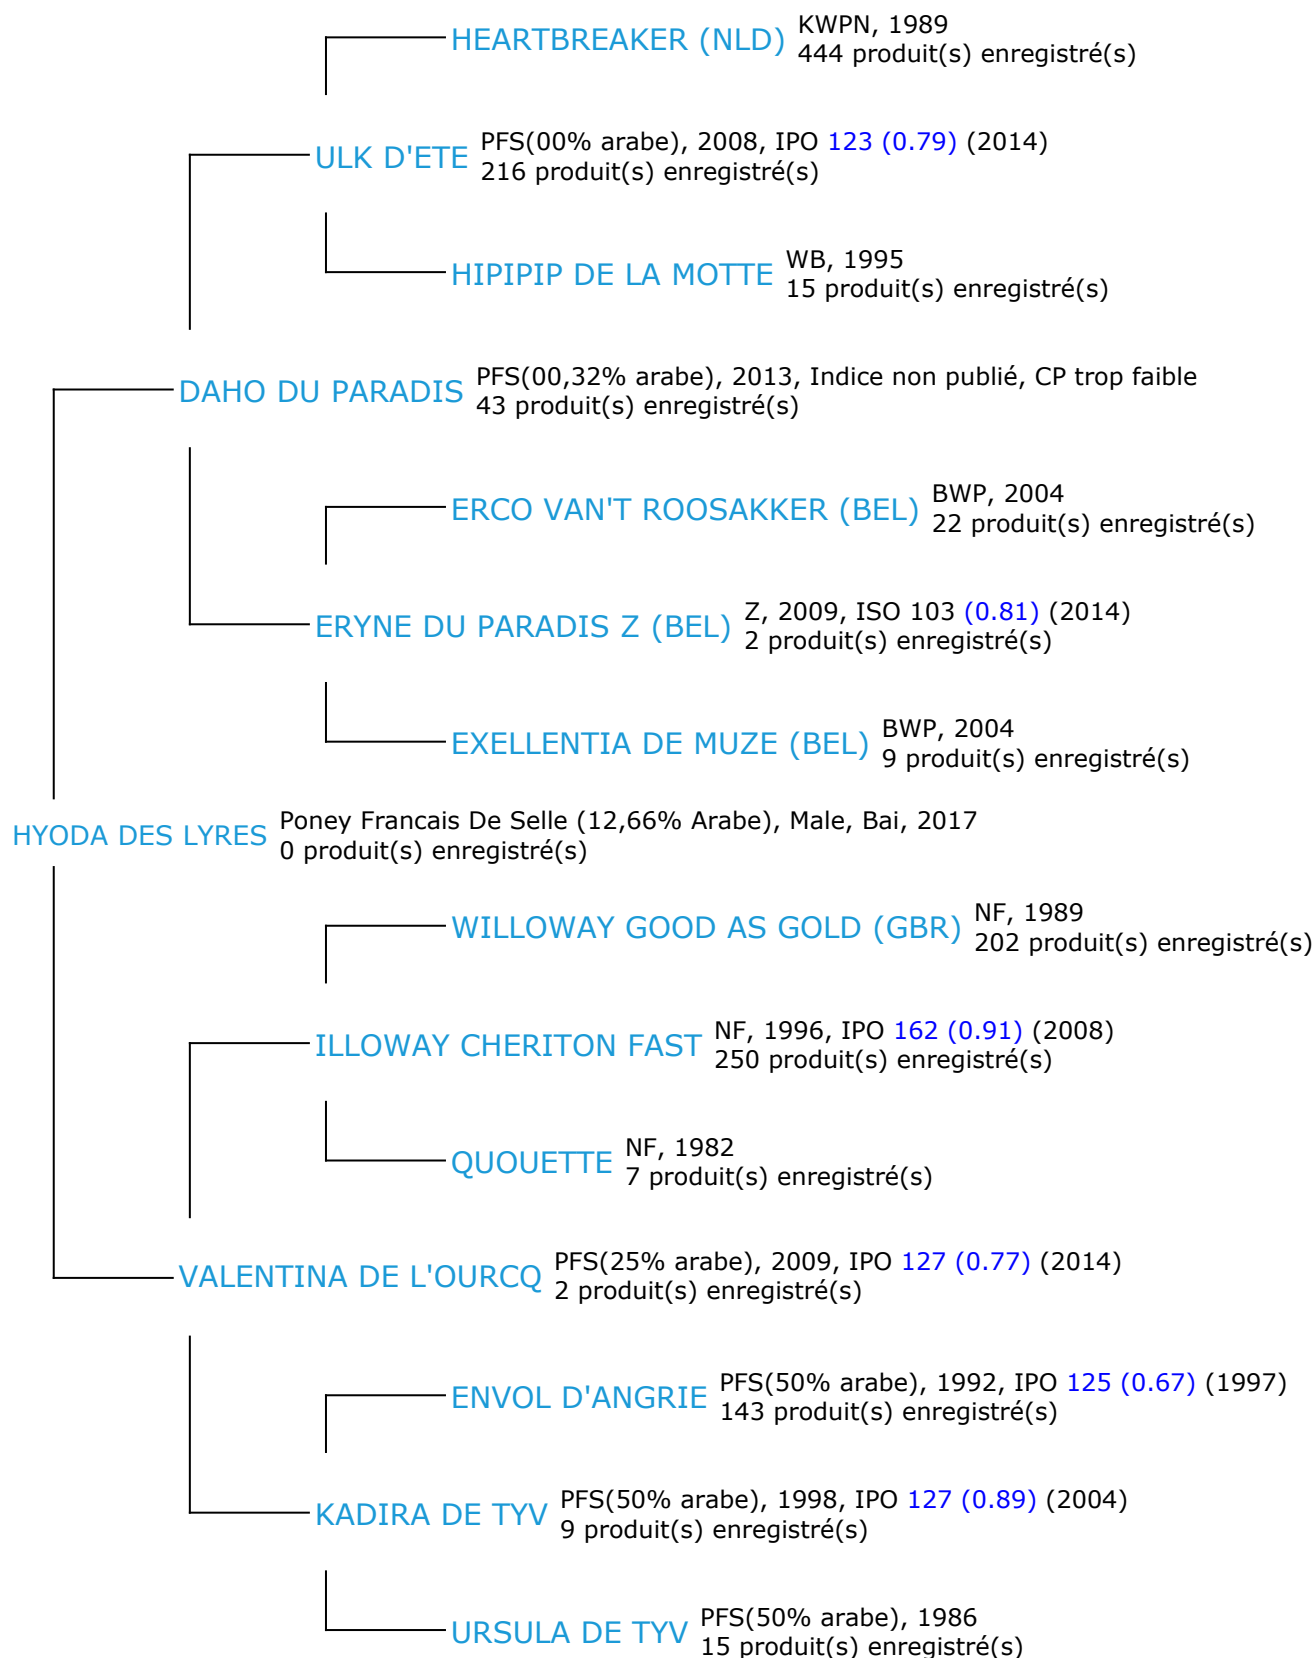 HEARTBREAKER (NLD) KWPN, 1989
444 produit(s) enregistré(s)
ULK D'ETE PFS(00% arabe), 2008, IPO 123 (0.79) (2014)
216 produit(s) enregistré(s)
HIPIPIP DE LA MOTTE WB, 1995
15 produit(s) enregistré(s)
DAHO DU PARADIS PFS(00,32% arabe), 2013, Indice non publié, CP trop faible
43 produit(s) enregistré(s)
ERCO VAN'T ROOSAKKER (BEL) BWP, 2004
22 produit(s) enregistré(s)
ERYNE DU PARADIS Z (BEL) Z, 2009, ISO 103 (0.81) (2014)
2 produit(s) enregistré(s)
EXELLENTIA DE MUZE (BEL) BWP, 2004
9 produit(s) enregistré(s)
HYODA DES LYRES Poney Francais De Selle (12,66% Arabe), Male, Bai, 2017
0 produit(s) enregistré(s)
WILLOWAY GOOD AS GOLD (GBR) NF, 1989
202 produit(s) enregistré(s)
ILLOWAY CHERITON FAST NF, 1996, IPO 162 (0.91) (2008)
250 produit(s) enregistré(s)
QUOUETTE NF, 1982
7 produit(s) enregistré(s)
VALENTINA DE L'OURCQ PFS(25% arabe), 2009, IPO 127 (0.77) (2014)
2 produit(s) enregistré(s)
ENVOL D'ANGRIE PFS(50% arabe), 1992, IPO 125 (0.67) (1997)
143 produit(s) enregistré(s)
KADIRA DE TYV PFS(50% arabe), 1998, IPO 127 (0.89) (2004)
9 produit(s) enregistré(s)
URSULA DE TYV PFS(50% arabe), 1986
15 produit(s) enregistré(s)